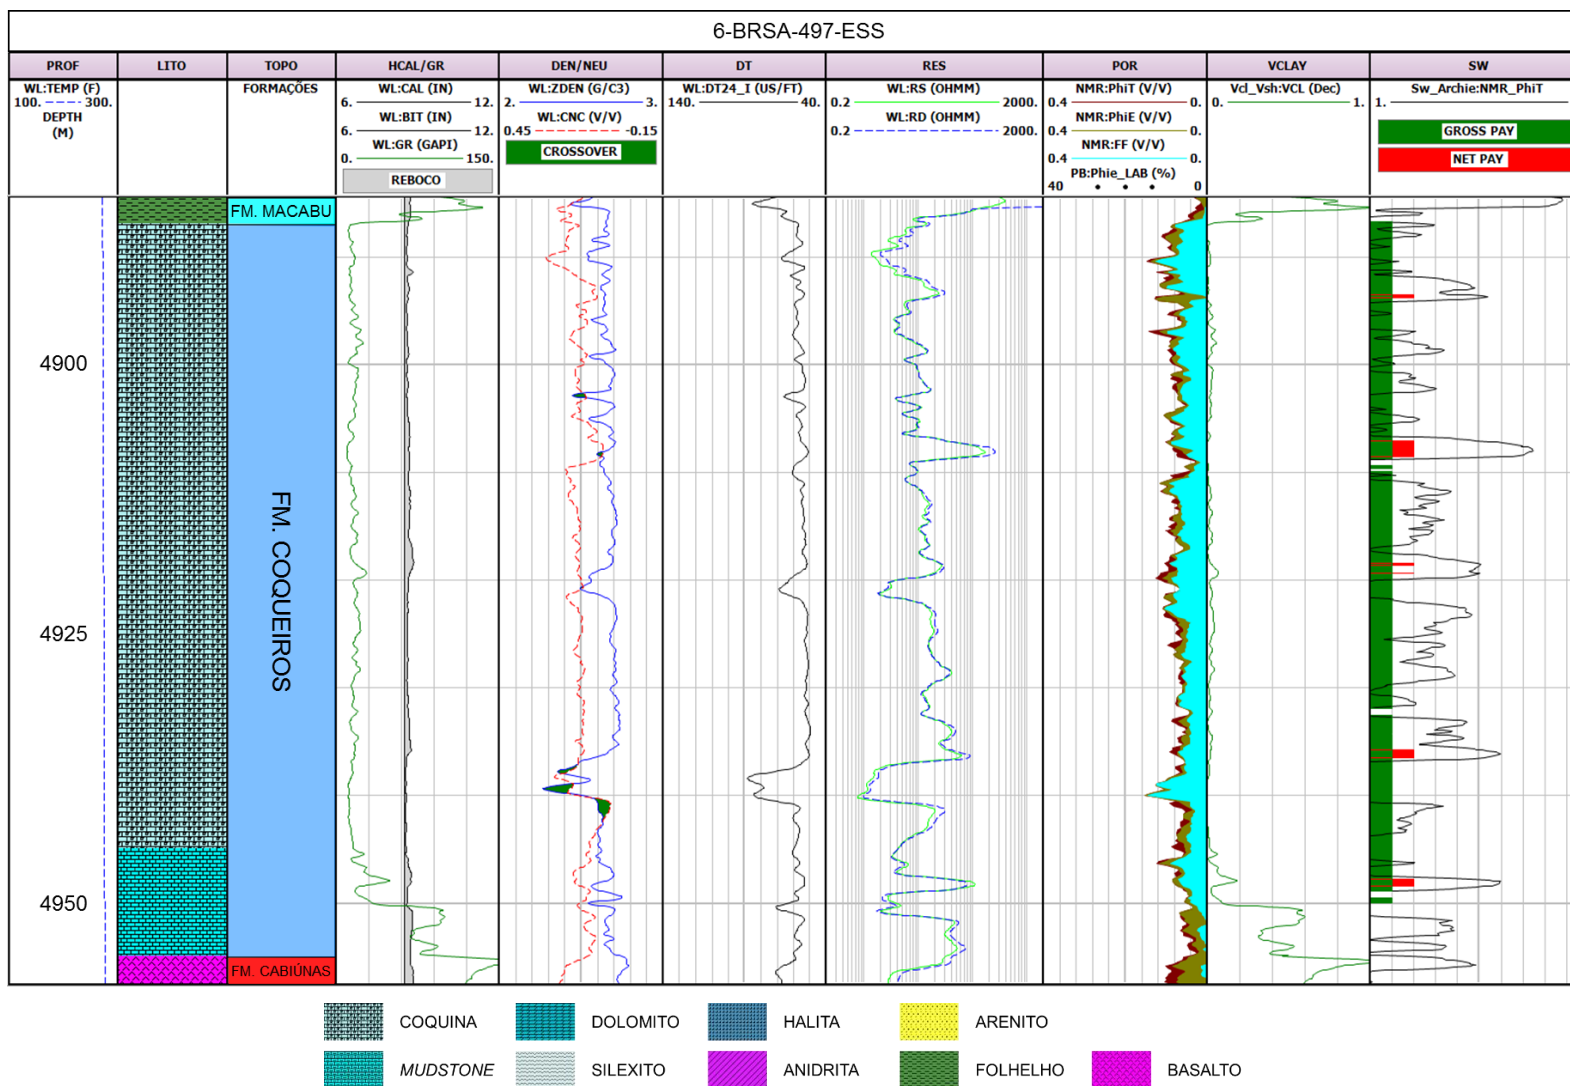 6-BRSA-497-ESS
PROF LITO TOPO HCAL/GR DEN/NEU DT RES POR VCLAY SW
WL:TEMP (F)
100. 300.
DEPTH
(M)
FORMAÇÕES
WL:CAL (IN)
6. 12.
WL:BIT (IN)
6. 12.
WL:GR (GAPI)
0. 150.
REBOCO
WL:ZDEN (G/C3)
2. 3.
WL:CNC (V/V)
0.45 -0.15
CROSSOVER
WL:DT24_I (US/FT)
140. 40.
WL:RS (OHMM)
0.2 2000.
WL:RD (OHMM)
0.2 2000.
NMR:PhiT (V/V)
0.4 0.
NMR:PhiE (V/V)
0.4 0.
NMR:FF (V/V)
0.4 0.
PB:Phie_LAB (%)
40 0
Vcl_Vsh:VCL (Dec)
0. 1.
Sw_Archie:NMR_PhiT
1.
GROSS PAY
NET PAY
FM. MACABU
4900
FM. COQUEIROS
4925
4950
FM. CABIÚNAS
COQUINA DOLOMITO HALITA ARENITO
MUDSTONE SILEXITO ANIDRITA FOLHELHO BASALTO